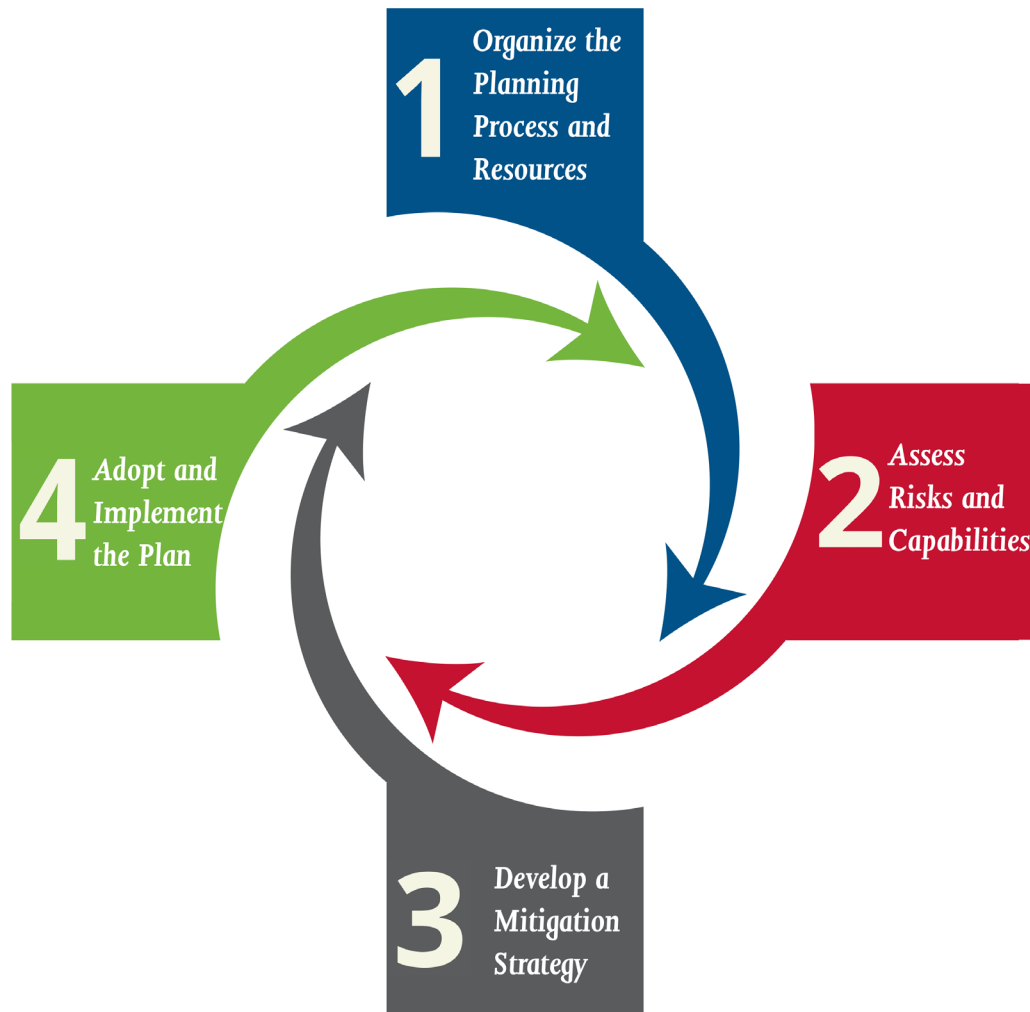 1
Organize the
Planning
Process and
Resources
2
Assess
Risks and
Capabilities
3
Develop a
Mitigation
Strategy
4
Adopt and
Implement
the Plan